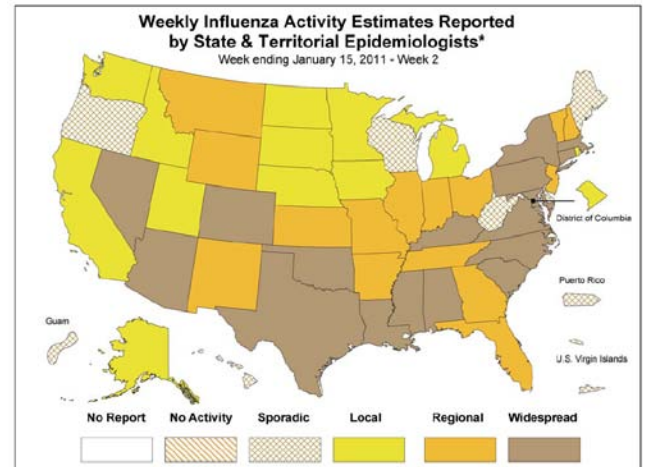 Weekly Influenza Activity Estimates Reported
by State & Territorial Epidemiologists*
Week ending January 15, 2011 - Week 2
District of Columbia
Puerto Rico
Guam
U.S. Virgin Islands
No Report No Activity Sporadic Local Regional Widespread